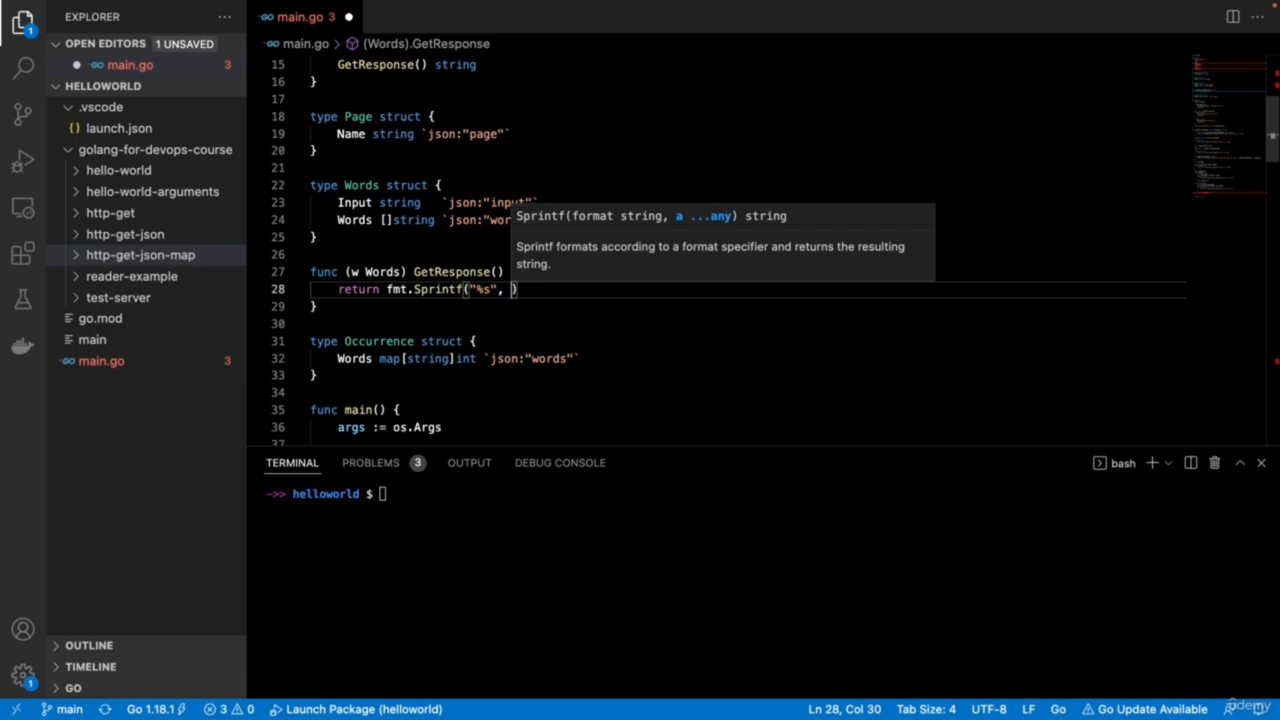 EXPLORER
main.go 3
OPEN EDITORS 1 UNSAVED
main.go 3
HELLOWORLD
.vscode
{} launch.json
golang-for-devops-course
hello-world
hello-world-arguments
http-get
http-get-json
http-get-json-map
reader-example
test-server
go.mod
main
main.go 3
OUTLINE
TIMELINE
GO
main.go > (Words).GetResponse
15 GetResponse() string
16 }
17
18 type Page struct {
19 Name string `json:"page"`
20 }
21
22 type Words struct {
23 Input string `json:"input"`
24 Words []string `json:"wor
25 }
26
27 func (w Words) GetResponse()
28 return fmt.Sprintf("%s", )
29 }
30
31 type Occurrence struct {
32 Words map[string]int `json:"words"`
33 }
34
35 func main() {
36 args := os.Args
37
Sprintf(format string, a ...any) string
Sprintf formats according to a format specifier and returns the resulting
string.
TERMINAL PROBLEMS 3 OUTPUT DEBUG CONSOLE
bash
->> helloworld $
1
1
main
Go 1.18.1
3 0
Launch Package (helloworld)
Ln 28, Col 30
Tab Size: 4
UTF-8
LF
Go
Go Update Available
udemy